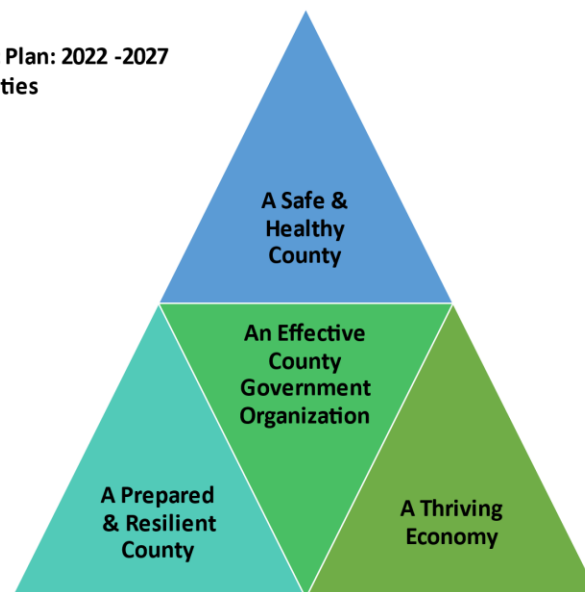 Plan: 2022 -2027
ties
A Safe &
Healthy
County
An Effective
County
Government
Organization
A Prepared
& Resilient
County
A Thriving
Economy